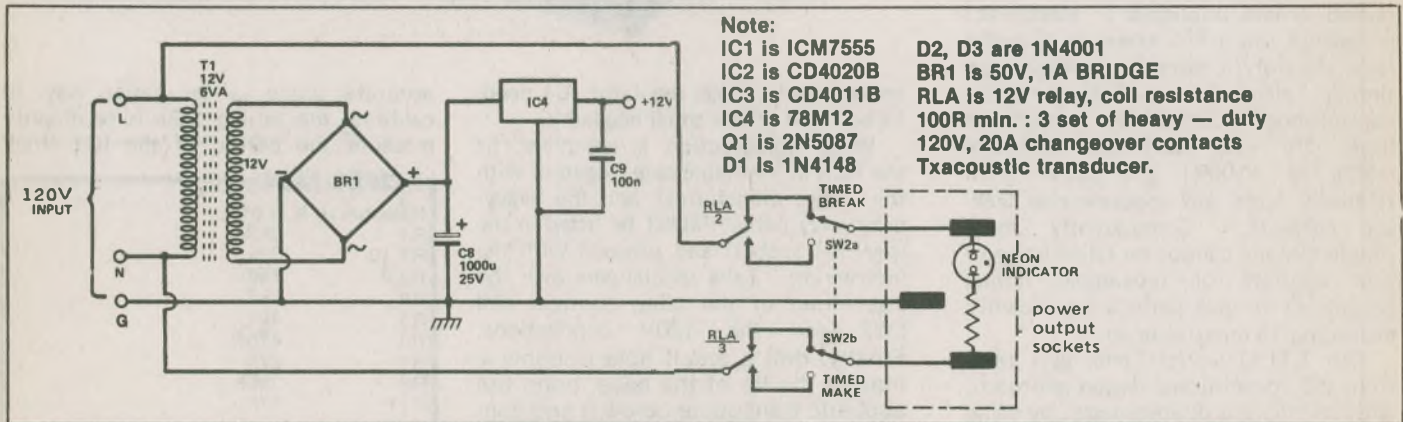 Note:
IC1 is ICM7555
IC2 is CD4020B
IC3 is CD4011B
IC4 is 78M12
Q1 is 2N5087
D1 is 1N4148
D2, D3 are 1N4001
BR1 is 50V, 1A BRIDGE
RLA is 12V relay, coil resistance
100R min. : 3 set of heavy — duty
120V, 20A changeover contacts
Txacoustic transducer.
T1
12V
6VA
L
12V
BR1
+
~
~
120V
INPUT
N
G
IC4
+12V
C9
100n
+
C8
1000u
25V
RLA
2
TIMED
BREAK
SW2a
NEON
INDICATOR
power
output
sockets
RLA
3
SW2b
TIMED
MAKE